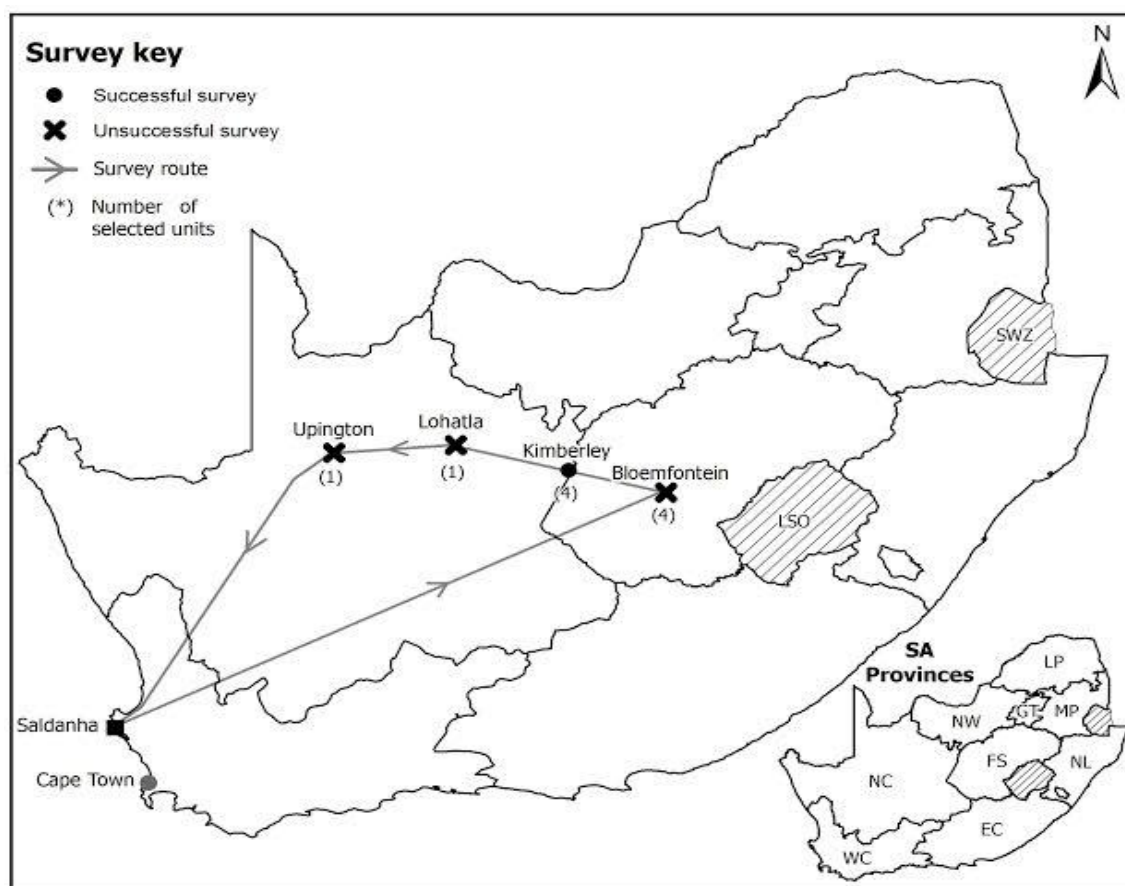 Survey key
Successful survey
Unsuccessful survey
Survey route
(*) Number of
selected units
N
SWZ
Upington
(1)
Lohatla
(1)
Kimberley
(4)
Bloemfontein
(4)
LSO
Saldanha
Cape Town
SA
Provinces
LP
NW
GT
MP
FS
NL
NC
EC
WC